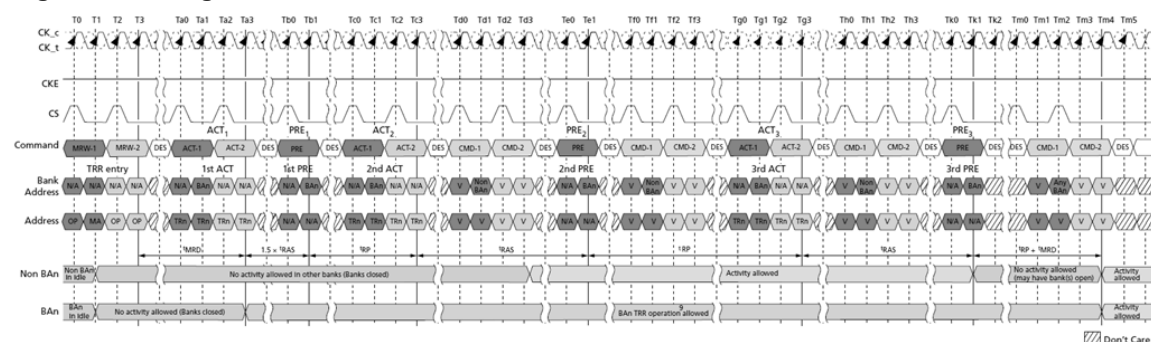 T0 T1 T2 T3 Ta0 Ta1 Ta2 Ta3 Tb0 Tb1 Tc0 Tc1 Tc2 Tc3 Td0 Td1 Td2 Td3 Te0 Te1 Tf0 Tf1 Tf2 Tf3 Tg0 Tg1 Tg2 Tg3 Th0 Th1 Th2 Th3 Tk0 Tk1 Tk2 Tm0 Tm1 Tm2 Tm3 Tm4 Tm5
CK_c
CK_t
CKE
CS
ACT1 PRE1 ACT2 PRE2 ACT3 PRE3
Command MRW-1 MRW-2 DES ACT-1 ACT-2 DES PRE DES ACT-1 ACT-2 DES CMD-1 CMD-2 DES PRE DES CMD-1 CMD-2 DES ACT-1 ACT-2 DES CMD-1 CMD-2 DES PRE DES CMD-1 CMD-2 DES
TRR entry 1st ACT 1st PRE 2nd ACT 2nd PRE 3rd ACT 3rd PRE
Bank Address N/A N/A N/A N/A N/A BAn N/A N/A N/A BAn N/A BAn N/A N/A V Non BAn V V N/A BAn V Non BAn V V N/A BAn N/A N/A V Non BAn V V N/A BAn V Any BAn V V
Address OP MA OP OP TRn TRn TRn TRn N/A N/A TRn TRn TRn TRn V V V V N/A N/A V V V V TRn TRn TRn TRn V V V V N/A N/A V V V V
tMRD 1.5 × tRAS tRP tRAS tRP tRAS tRP + tMRD
Non BAn Non BAn in Idle No activity allowed in other banks (Banks closed) Activity allowed No activity allowed (may have bank(s) open) Activity allowed
BAn BAn in Idle No activity allowed (Banks closed) BAn TRR operation allowed 9 Activity allowed
Don't Care